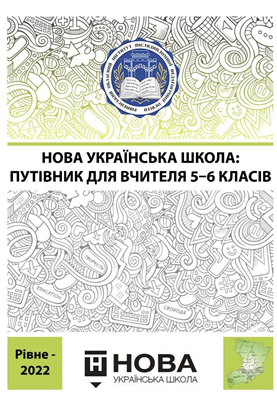 НОВА УКРАЇНСЬКА ШКОЛА:
ПУТІВНИК ДЛЯ ВЧИТЕЛЯ 5–6 КЛАСІВ
Рівне -
2022
Н НОВА
УКРАЇНСЬКА ШКОЛА